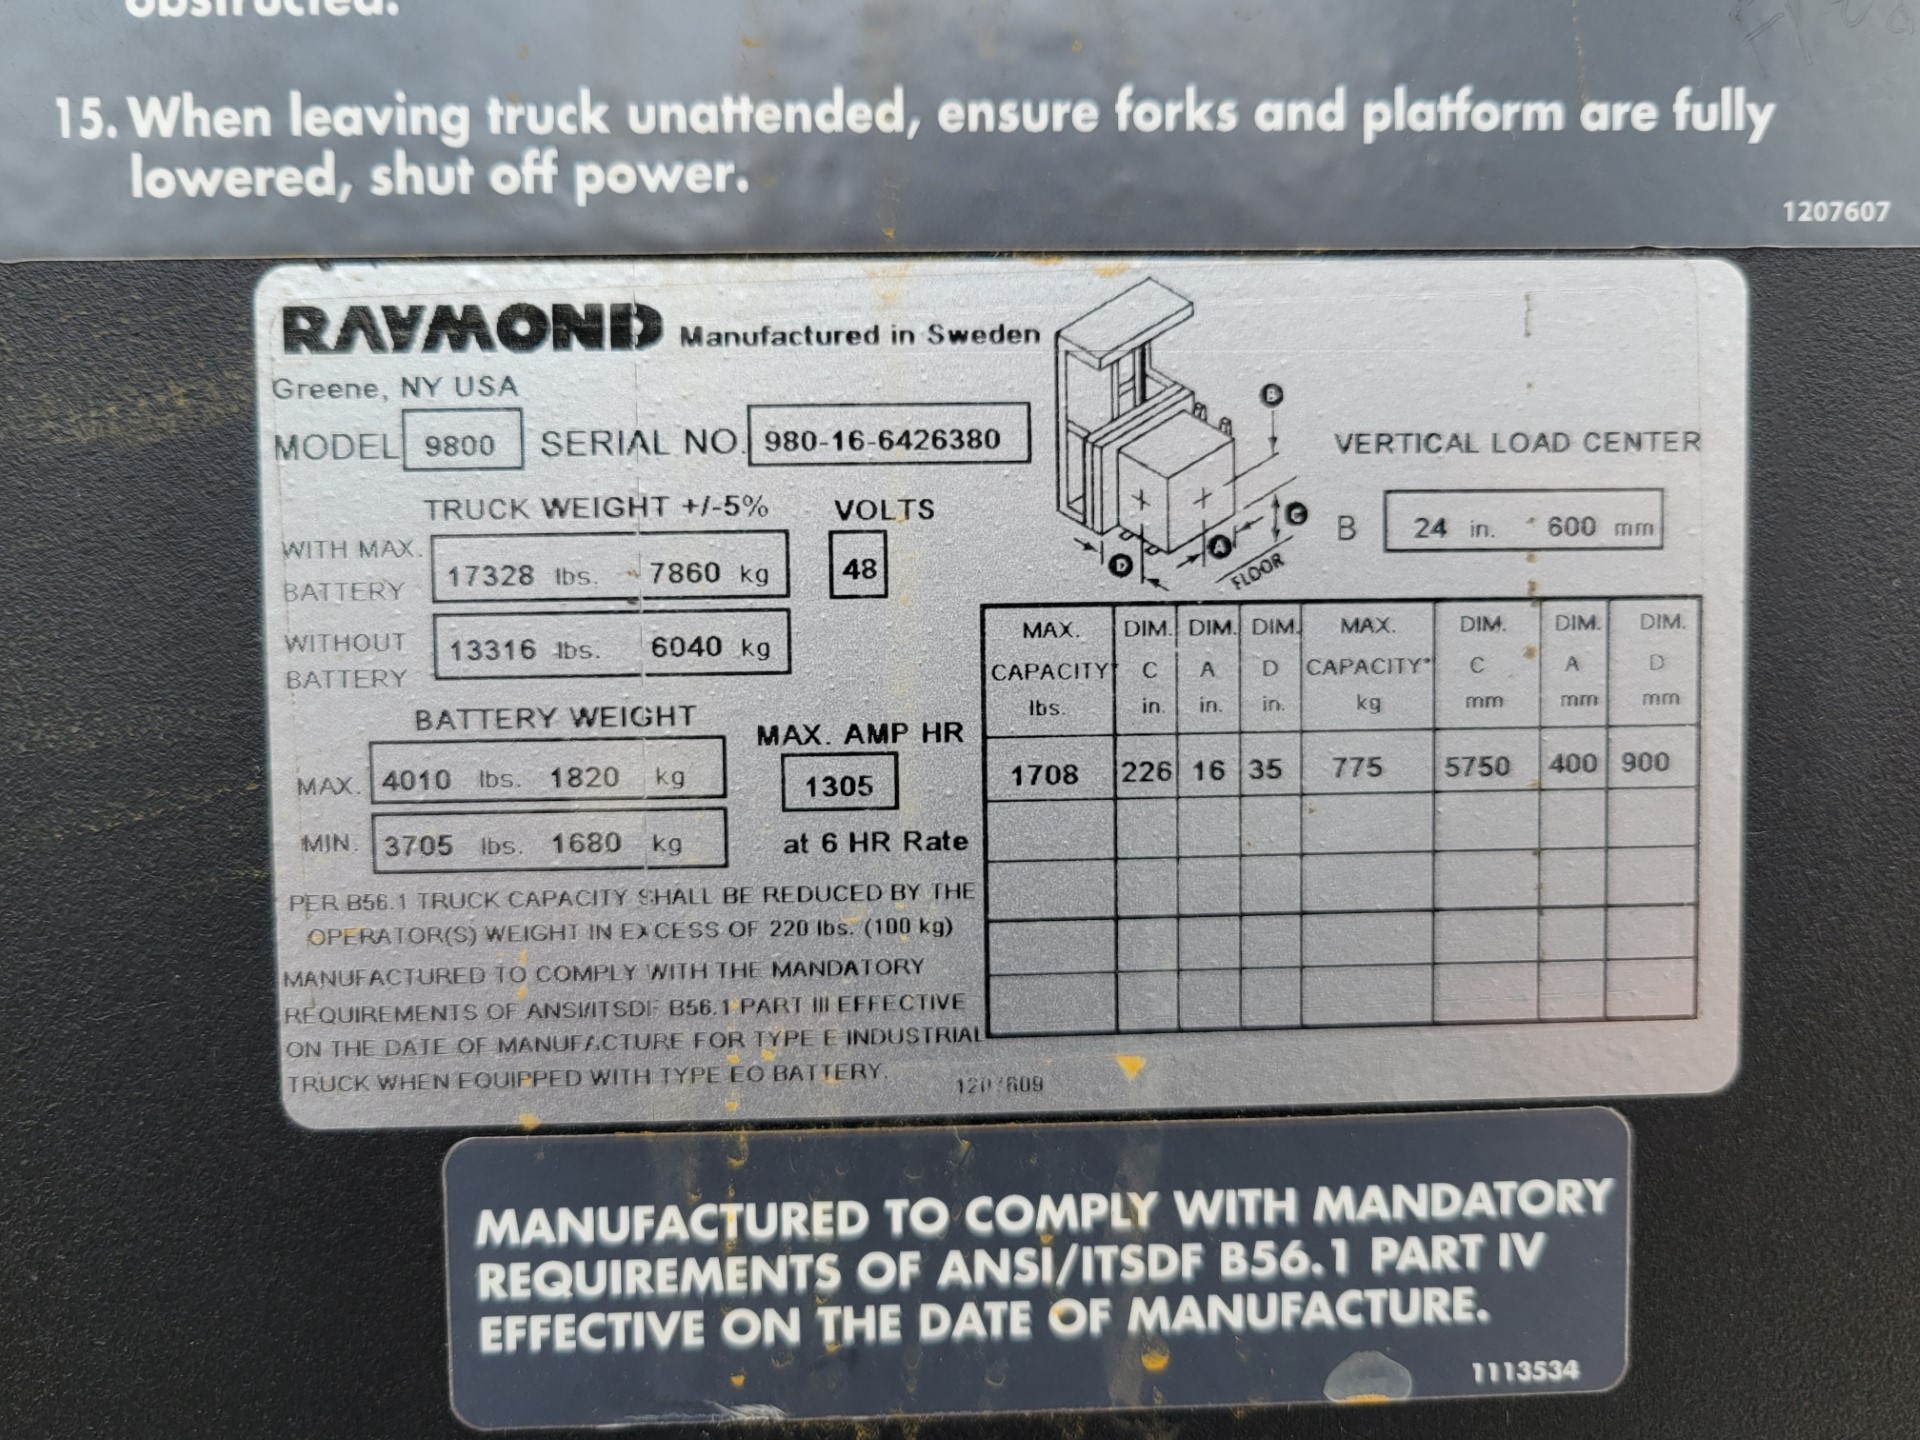 obstructed.
15. When leaving truck unattended, ensure forks and platform are fully
lowered, shut off power.
1207607
RAYMOND Manufactured in Sweden
Greene, NY USA
MODEL 9800 SERIAL NO. 980-16-6426380
TRUCK WEIGHT +/-5% VOLTS
WITH MAX. BATTERY 17328 lbs. 7860 kg 48
WITHOUT BATTERY 13316 lbs. 6040 kg
BATTERY WEIGHT MAX. AMP HR
MAX. 4010 lbs. 1820 kg 1305
MIN. 3705 lbs. 1680 kg at 6 HR Rate
PER B56.1 TRUCK CAPACITY SHALL BE REDUCED BY THE
OPERATOR(S) WEIGHT IN EXCESS OF 220 lbs. (100 kg)
MANUFACTURED TO COMPLY WITH THE MANDATORY
REQUIREMENTS OF ANSI/ITSDF B56.1 PART III EFFECTIVE
ON THE DATE OF MANUFACTURE FOR TYPE E INDUSTRIAL
TRUCK WHEN EQUIPPED WITH TYPE EO BATTERY.
1207609
B
C
A
D
FLOOR
VERTICAL LOAD CENTER
B 24 in. 600 mm
MAX. DIM. DIM. DIM. MAX. DIM. DIM. DIM.
CAPACITY* C A D CAPACITY* C A D
lbs. in. in. in. kg mm mm mm
1708 226 16 35 775 5750 400 900
MANUFACTURED TO COMPLY WITH MANDATORY
REQUIREMENTS OF ANSI/ITSDF B56.1 PART IV
EFFECTIVE ON THE DATE OF MANUFACTURE.
1113534